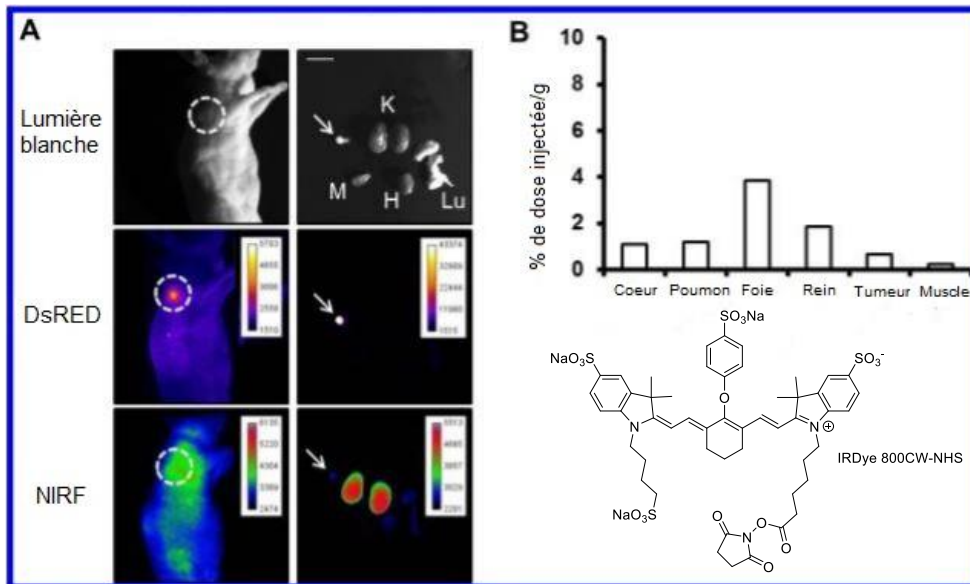 A
Lumière
blanche
K
M
H
Lu
DsRED
NIRF
B
% de dose injectée/g
10
8
6
4
2
0
Coeur Poumon Foie Rein Tumeur Muscle
SO₃Na
NaO₃S
SO₃⁻
O
N
N
⊕
IRDye 800CW-NHS
NaO₃S
O
O
N
O
O